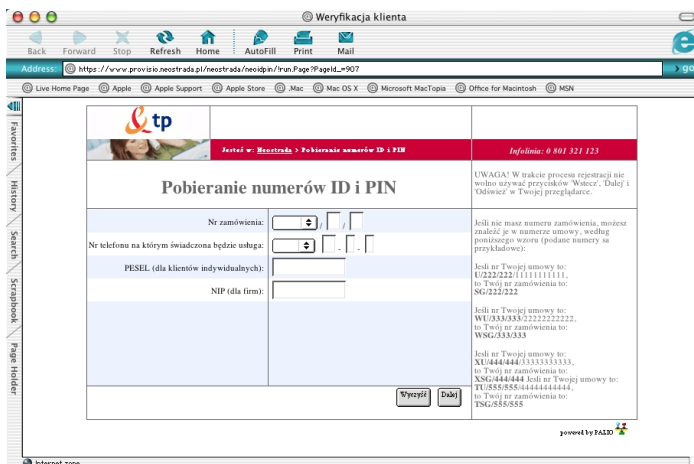 Weryfikacja klienta
Back Forward Stop Refresh Home AutoFill Print Mail
Address: https://www.provisio.neostrada.pl/neostrada/neoidpin/!run.Page?PageId_=907
go
Live Home Page Apple Apple Support Apple Store .Mac Mac OS X Microsoft MacTopia Office for Macintosh MSN
Favorites
History
Search
Scrapbook
Page Holder
tp
Jesteś w: Neostrada > Pobieranie numerów ID i PIN
Infolinia: 0 801 321 123
Pobieranie numerów ID i PIN
UWAGA! W trakcie procesu rejestracji nie
wolno używać przycisków 'Wstecz', 'Dalej' i
'Odśwież' w Twojej przeglądarce.
Nr zamówienia: / /
Nr telefonu na którym świadczona będzie usługa: - -
PESEL (dla klientów indywidualnych):
NIP (dla firm):
Jeśli nie masz numeru zamówienia, możesz
znaleźć je w numerze umowy, według
poniższego wzoru (podane numery są
przykładowe):
Jesli nr Twojej umowy to:
U/222/222/11111111111,
to Twój nr zamówienia to:
SG/222/222
Jeśli nr Twojej umowy to:
WU/333/333/22222222222,
to Twój nr zamówienia to:
WSG/333/333
Jesli nr Twojej umowy to:
XU/444/444/33333333333,
to Twój nr zamówienia to:
XSG/444/444 Jesli nr Twojej umowy to:
TU/555/555/44444444444,
to Twój nr zamówienia to:
TSG/555/555
Wyczyść Dalej
powered by PALIO
Internet zone